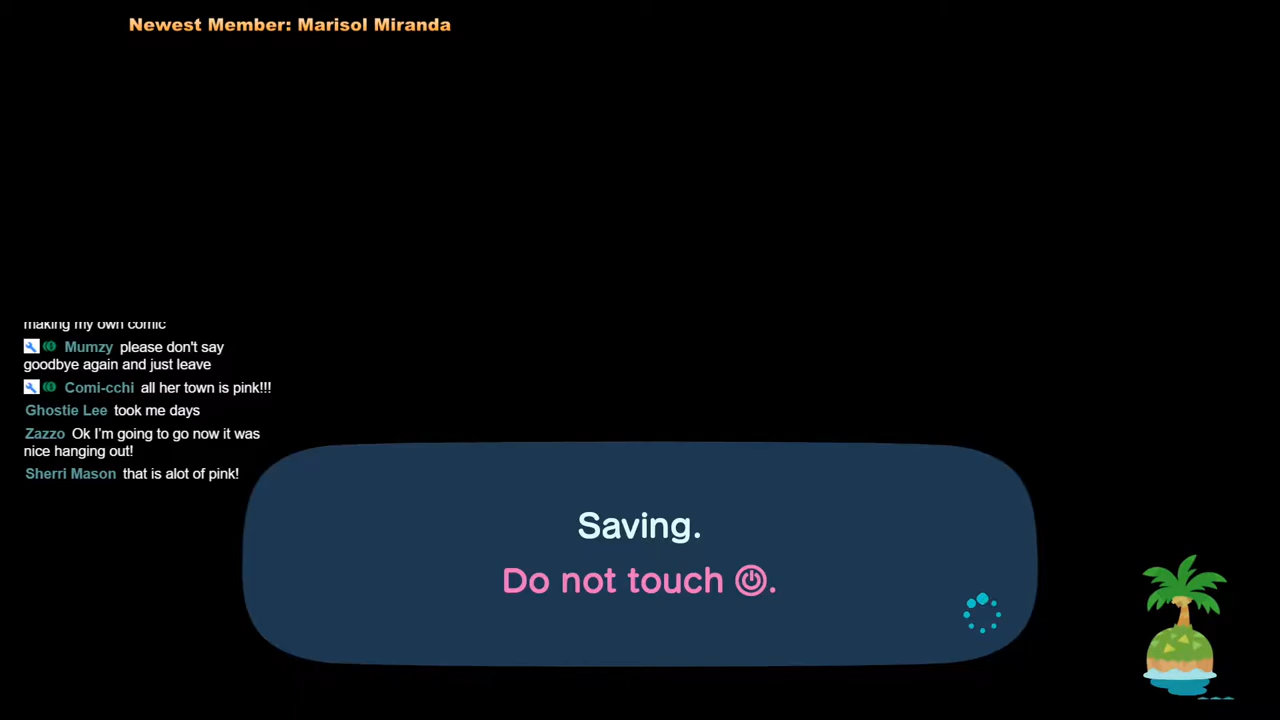 Newest Member: Marisol Miranda
making my own comic
Mumzy please don't say
goodbye again and just leave
Comi-cchi all her town is pink!!!
Ghostie Lee took me days
Zazzo Ok I'm going to go now it was
nice hanging out!
Sherri Mason that is alot of pink!
Saving.
Do not touch ⏻.